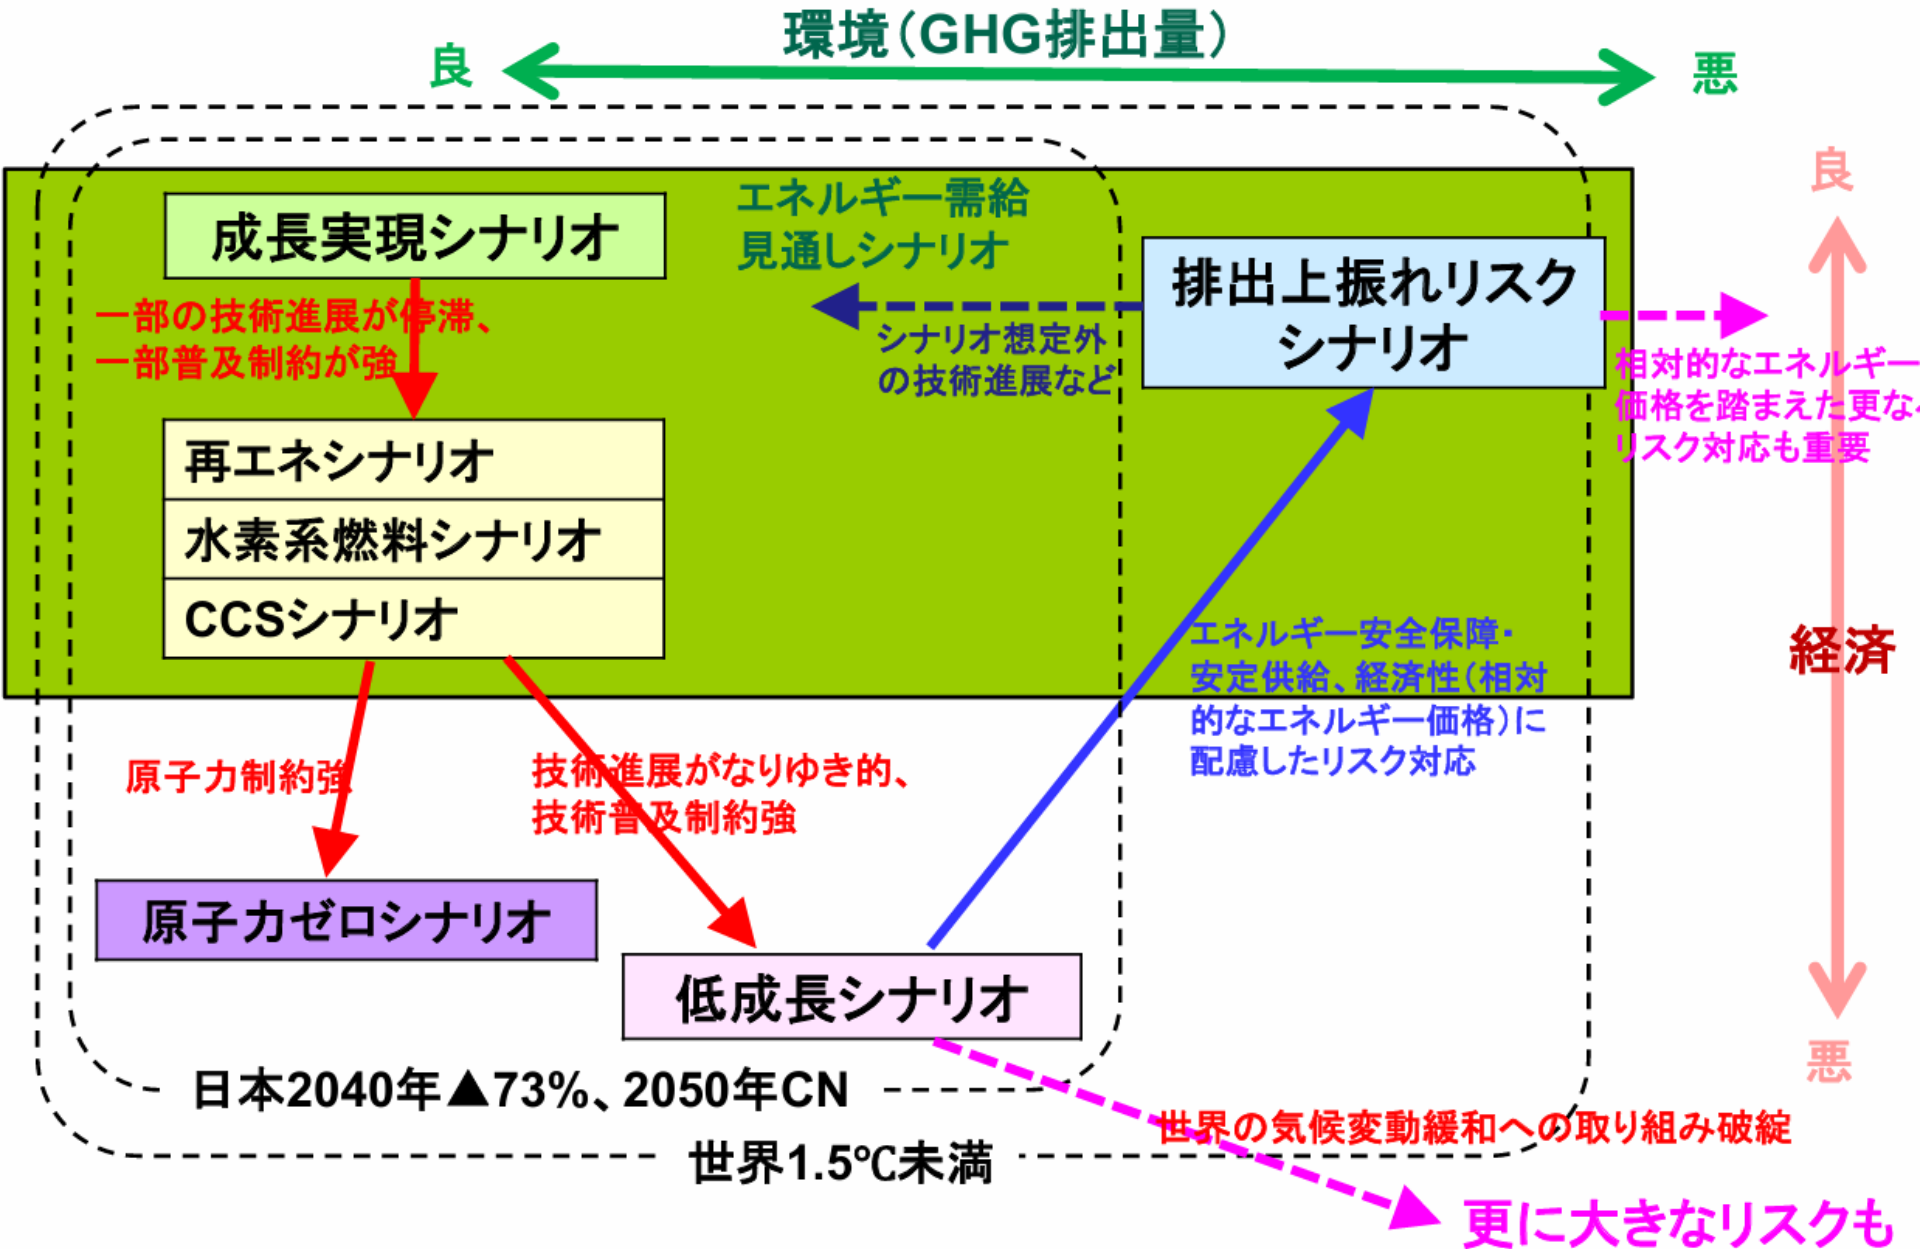 環境（GHG排出量）
良
悪
良
成長実現シナリオ
エネルギー需給
見通しシナリオ
排出上振れリスク
シナリオ
一部の技術進展が停滞、
一部普及制約が強
シナリオ想定外
の技術進展など
相対的なエネルギー
価格を踏まえた更なる
リスク対応も重要
再エネシナリオ
水素系燃料シナリオ
CCSシナリオ
エネルギー安全保障・
安定供給、経済性（相対
的なエネルギー価格）に
配慮したリスク対応
経済
原子力制約強
技術進展がなりゆき的、
技術普及制約強
原子力ゼロシナリオ
低成長シナリオ
悪
日本2040年▲73%、2050年CN
世界の気候変動緩和への取り組み破綻
世界1.5℃未満
更に大きなリスクも